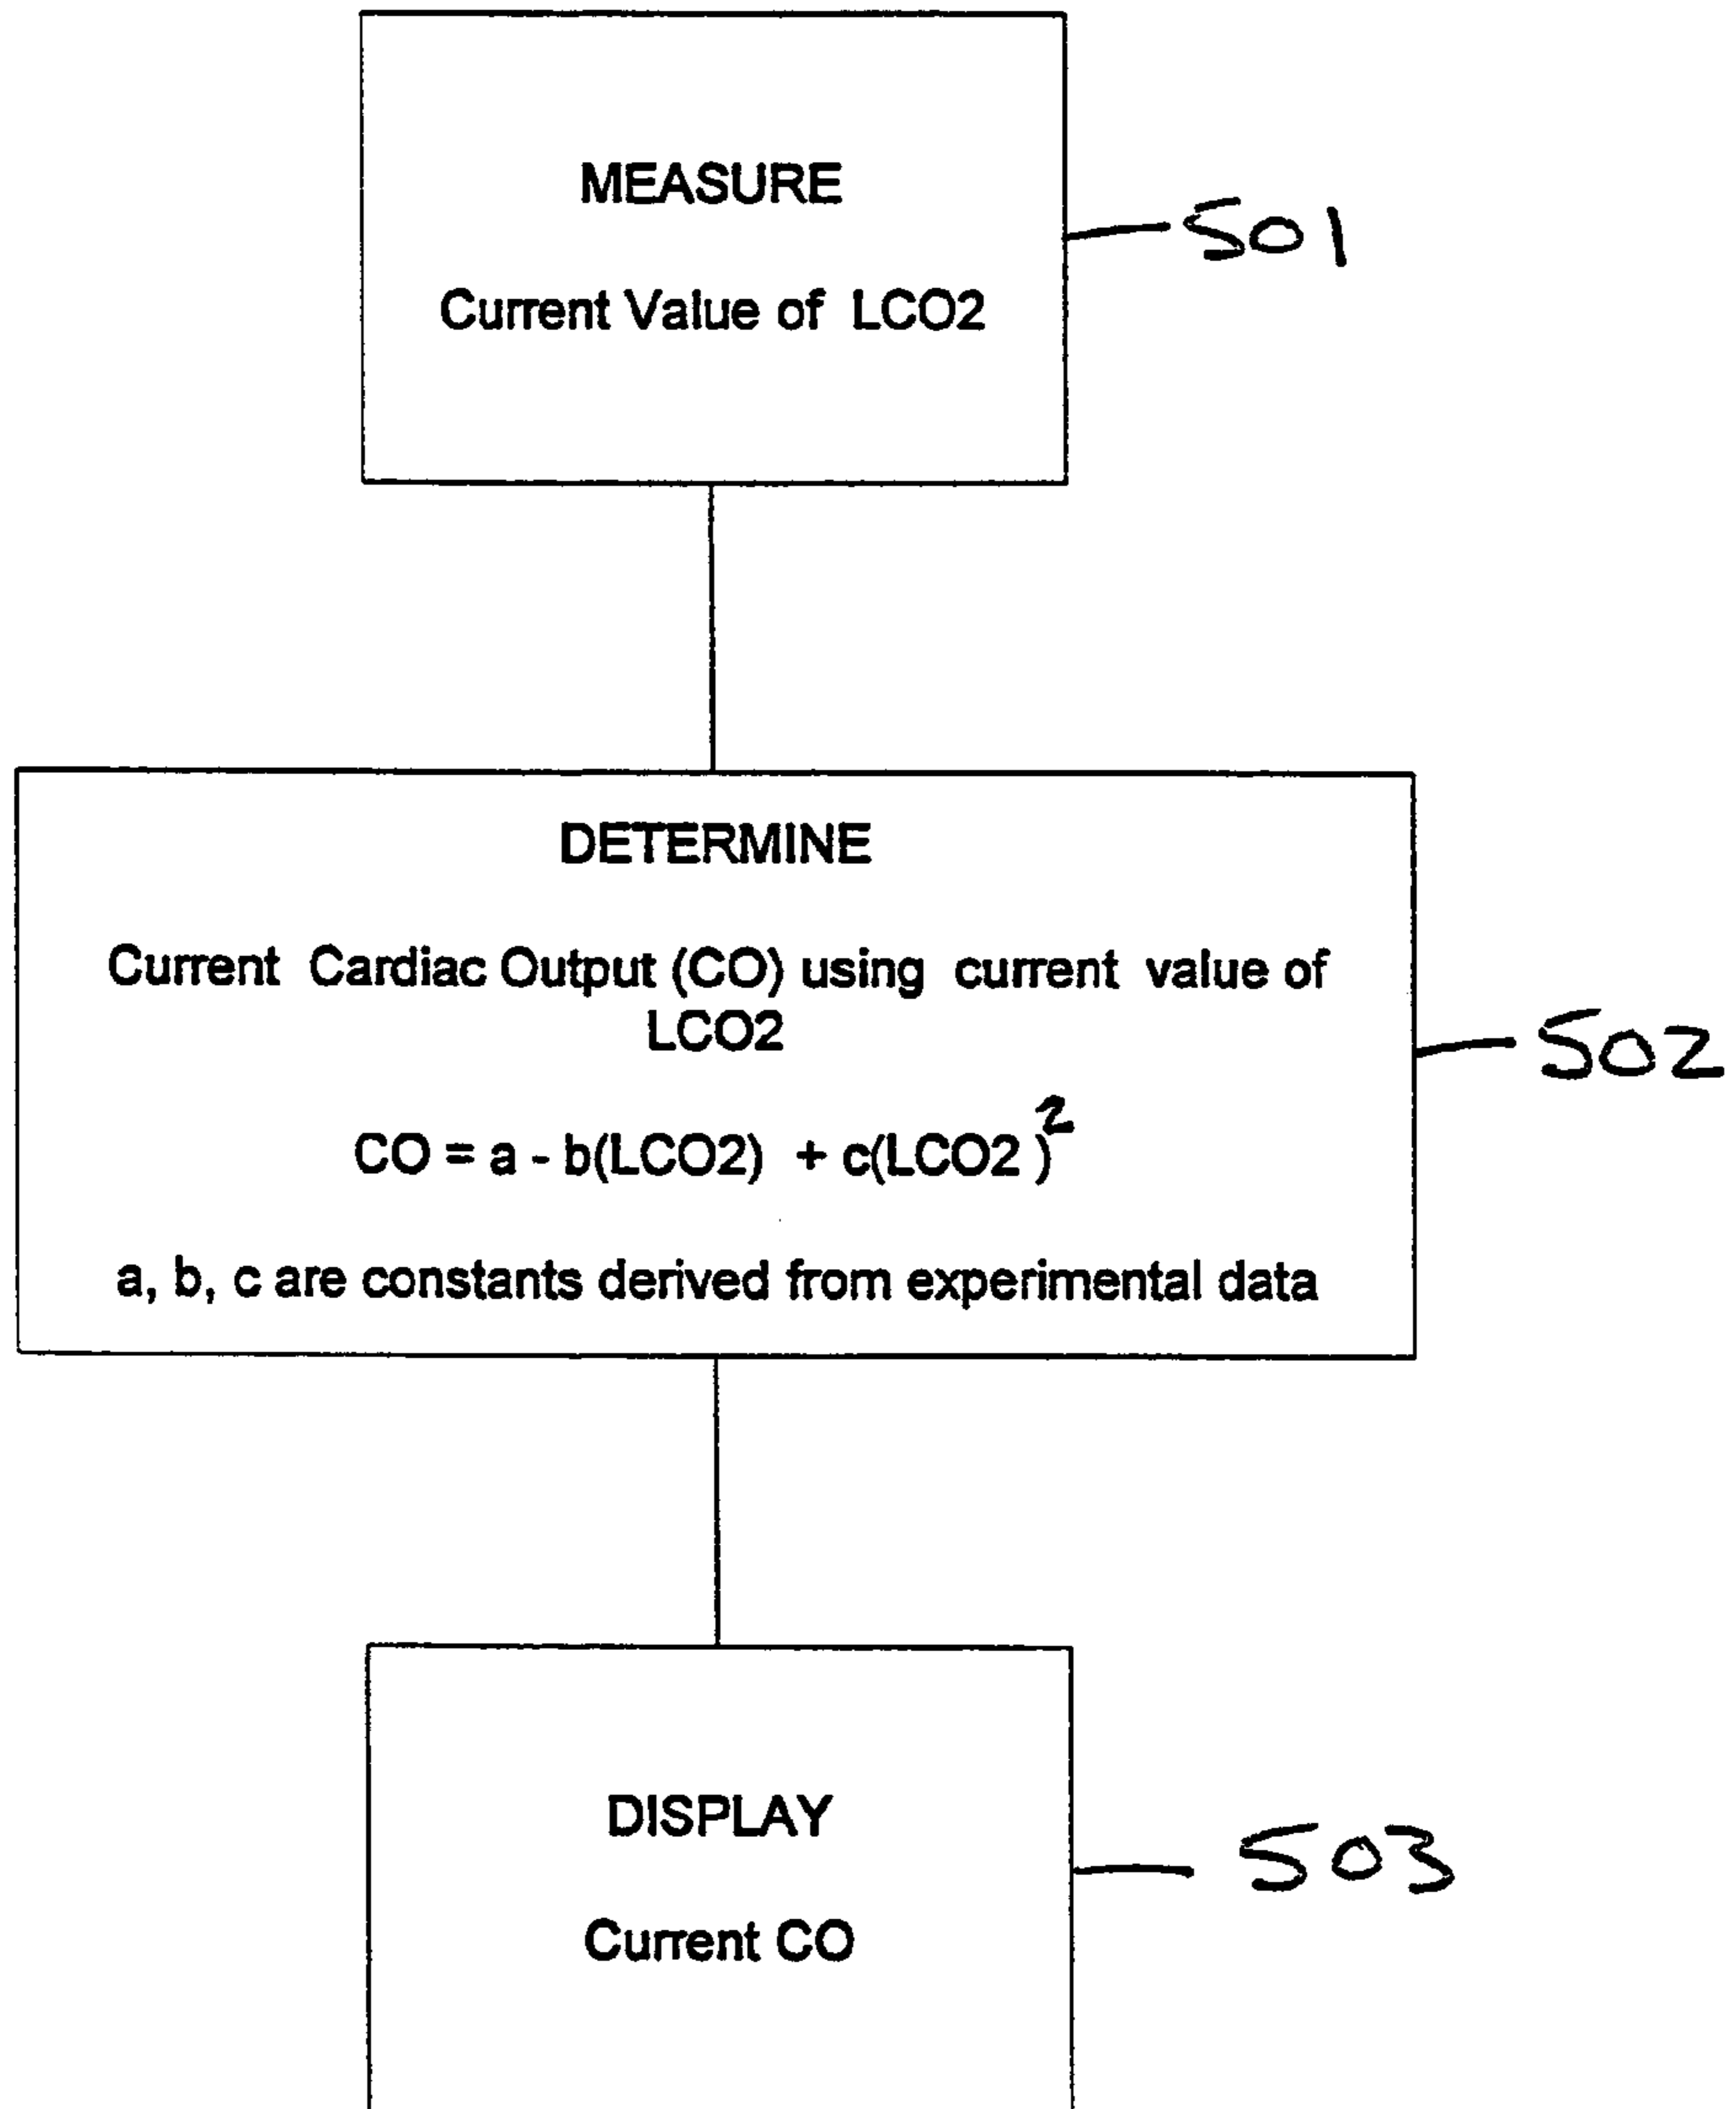 MEASURE
Current Value of LCO2
501
DETERMINE
Current Cardiac Output (CO) using current value of
LCO2
CO = a - b(LCO2) + c(LCO2)²
a, b, c are constants derived from experimental data
502
DISPLAY
Current CO
503